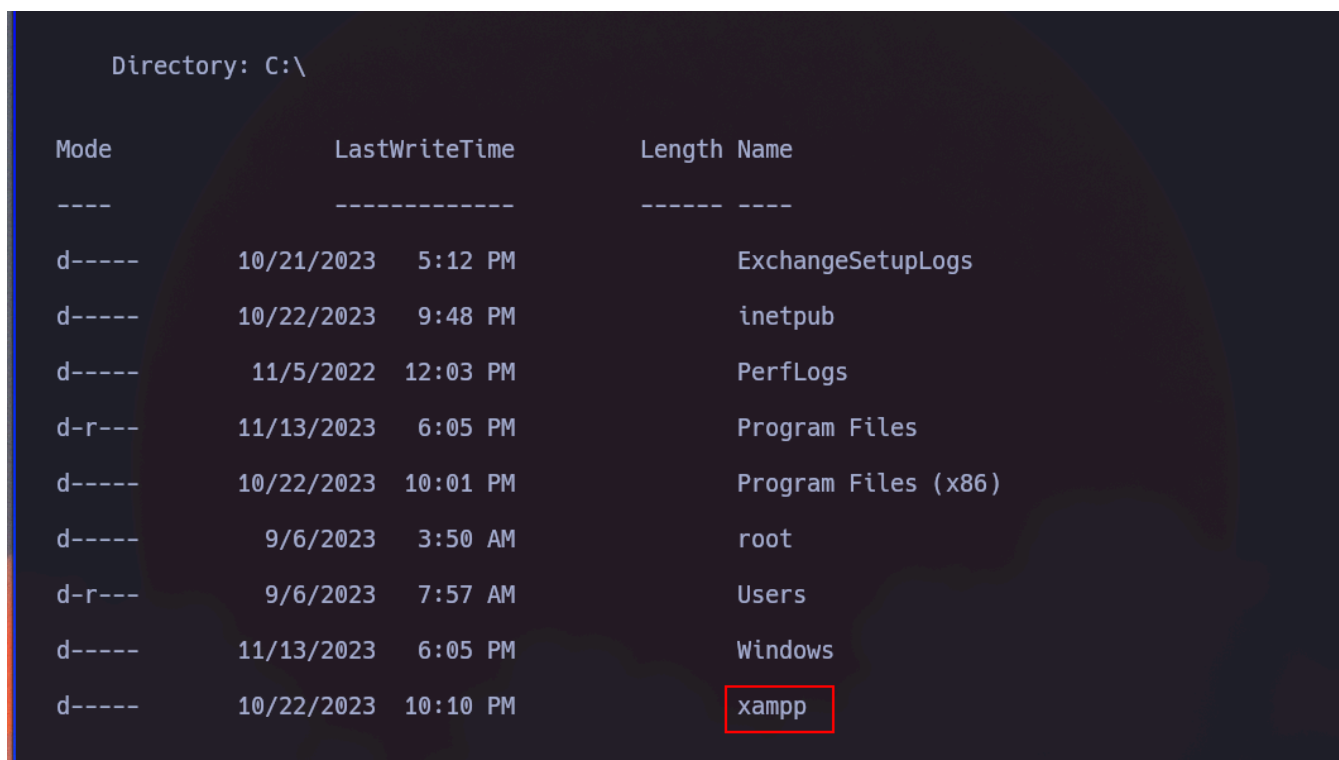 Directory: C:\
Mode LastWriteTime Length Name
---- ------------- ------ ----
d----- 10/21/2023 5:12 PM ExchangeSetupLogs
d----- 10/22/2023 9:48 PM inetpub
d----- 11/5/2022 12:03 PM PerfLogs
d-r--- 11/13/2023 6:05 PM Program Files
d----- 10/22/2023 10:01 PM Program Files (x86)
d----- 9/6/2023 3:50 AM root
d-r--- 9/6/2023 7:57 AM Users
d----- 11/13/2023 6:05 PM Windows
d----- 10/22/2023 10:10 PM xampp